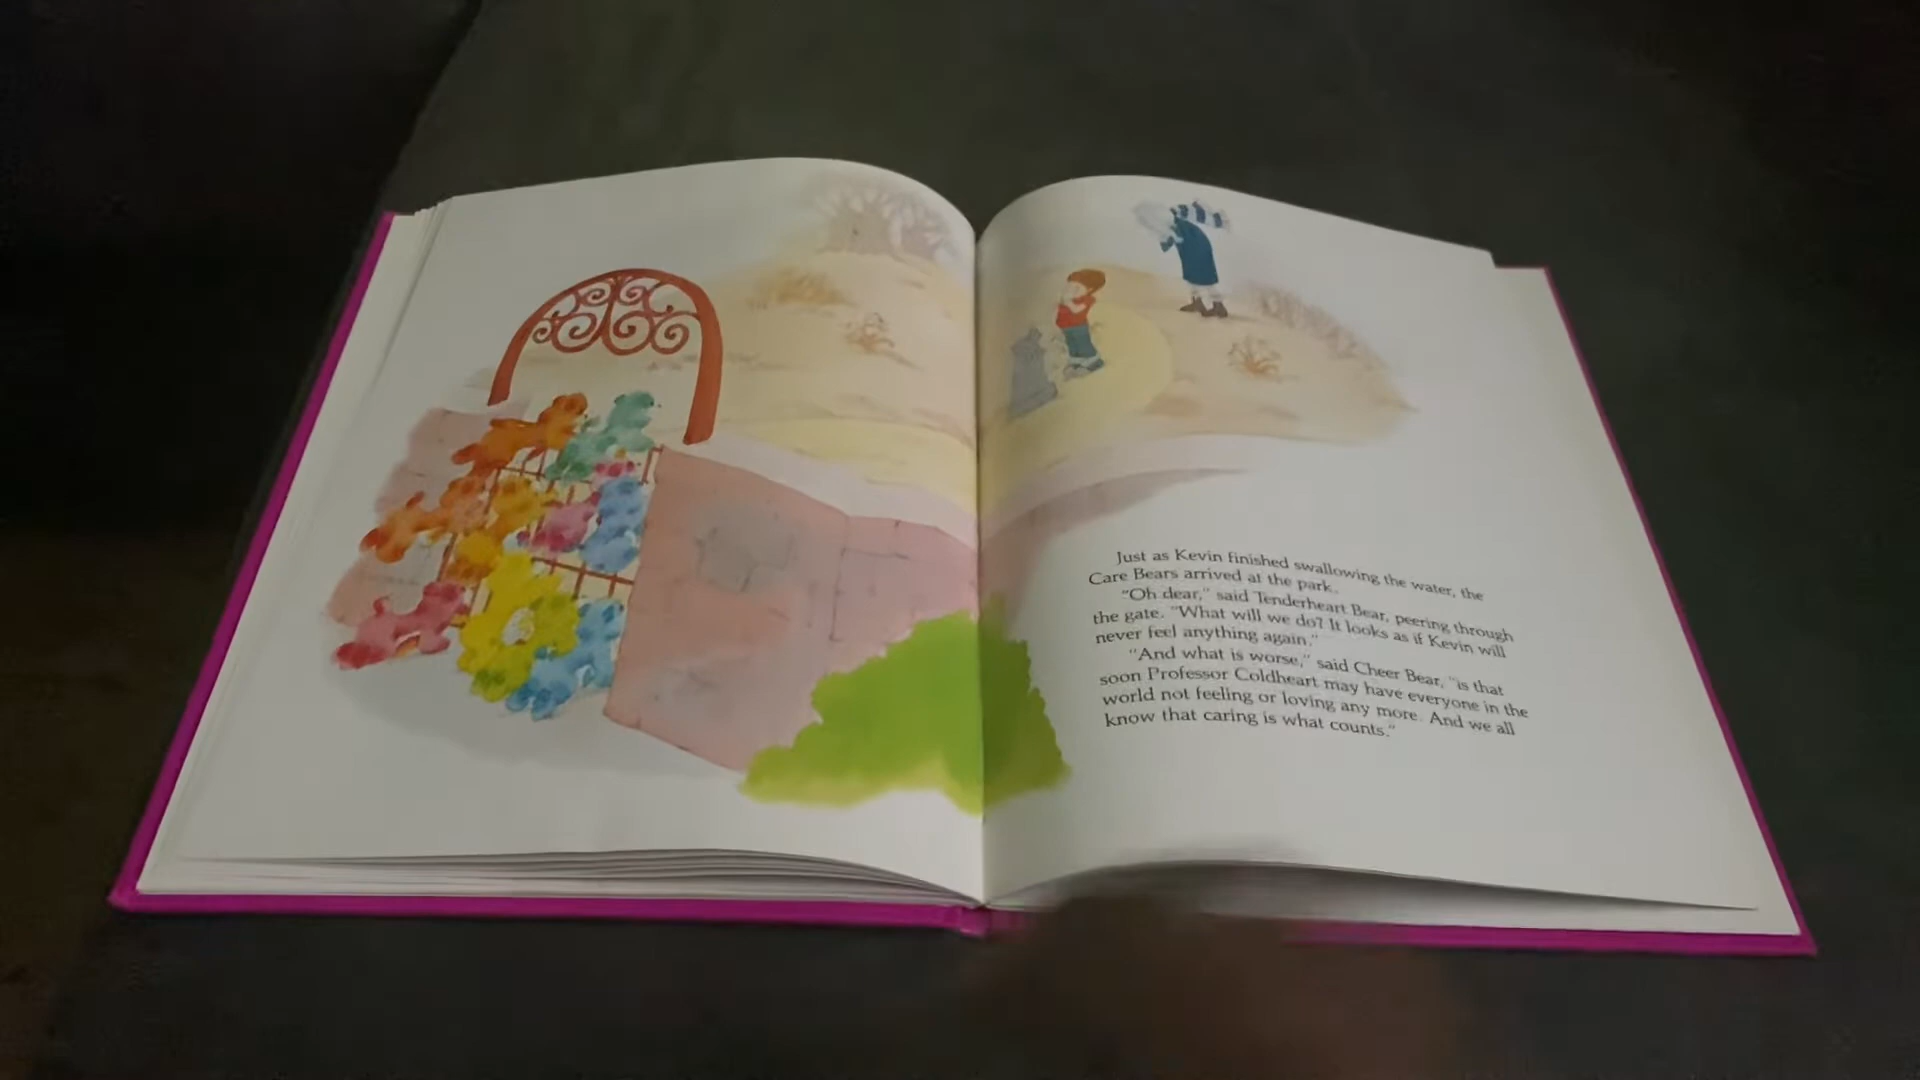 Just as Kevin finished swallowing the water, the
Care Bears arrived at the park.
"Oh dear," said Tenderheart Bear, peering through
the gate. "What will we do? It looks as if Kevin will
never feel anything again."
"And what is worse," said Cheer Bear, "is that
soon Professor Coldheart may have everyone in the
world not feeling or loving any more. And we all
know that caring is what counts."